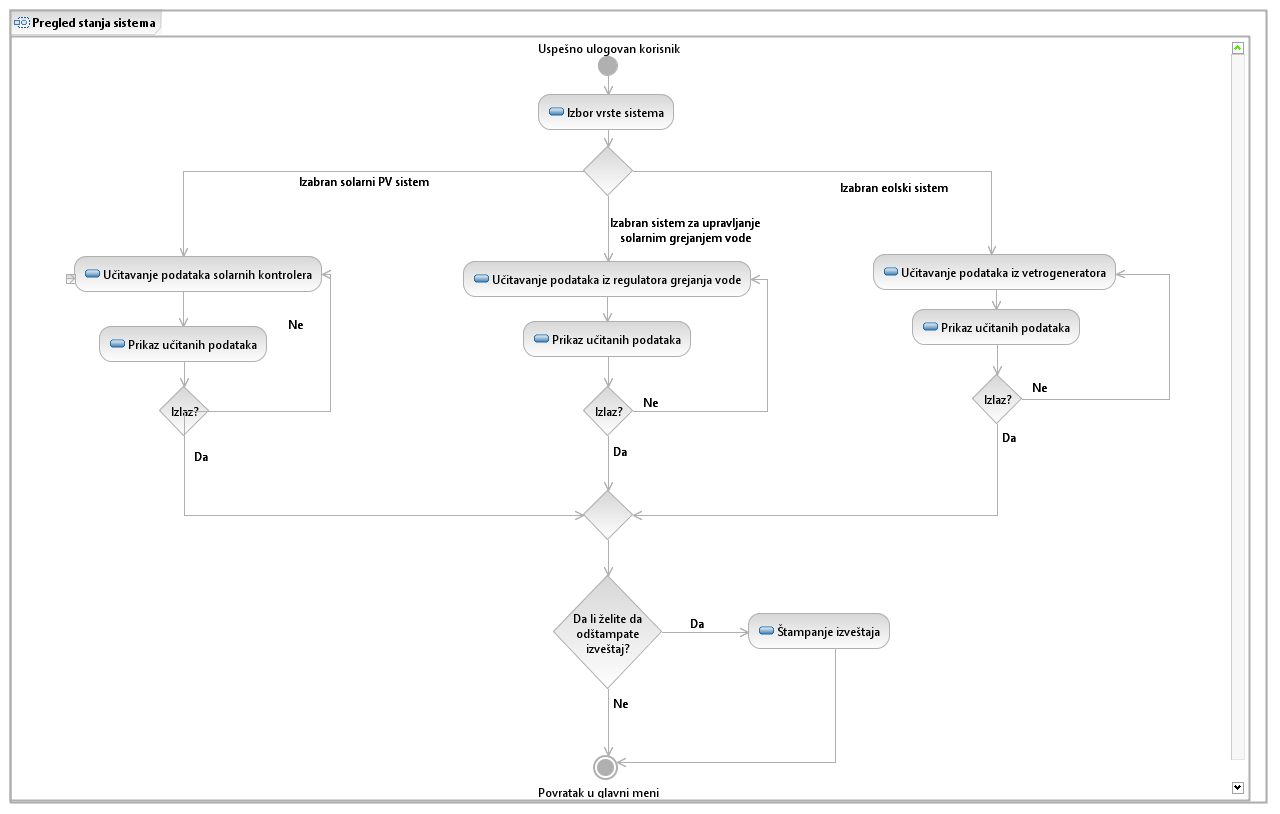 Pregled stanja sistema
Uspešno ulogovan korisnik
Izbor vrste sistema
Izabran solarni PV sistem
Izabran eolski sistem
Izabran sistem za upravljanje
solarnim grejanjem vode
Učitavanje podataka solarnih kontrolera
Učitavanje podataka iz regulatora grejanja vode
Učitavanje podataka iz vetrogeneratora
Ne
Prikaz učitanih podataka
Prikaz učitanih podataka
Prikaz učitanih podataka
Izlaz?
Izlaz?
Ne
Izlaz?
Ne
Da
Da
Da
Da li želite da
odštampate
izveštaj?
Da
Štampanje izveštaja
Ne
Povratak u glavni meni